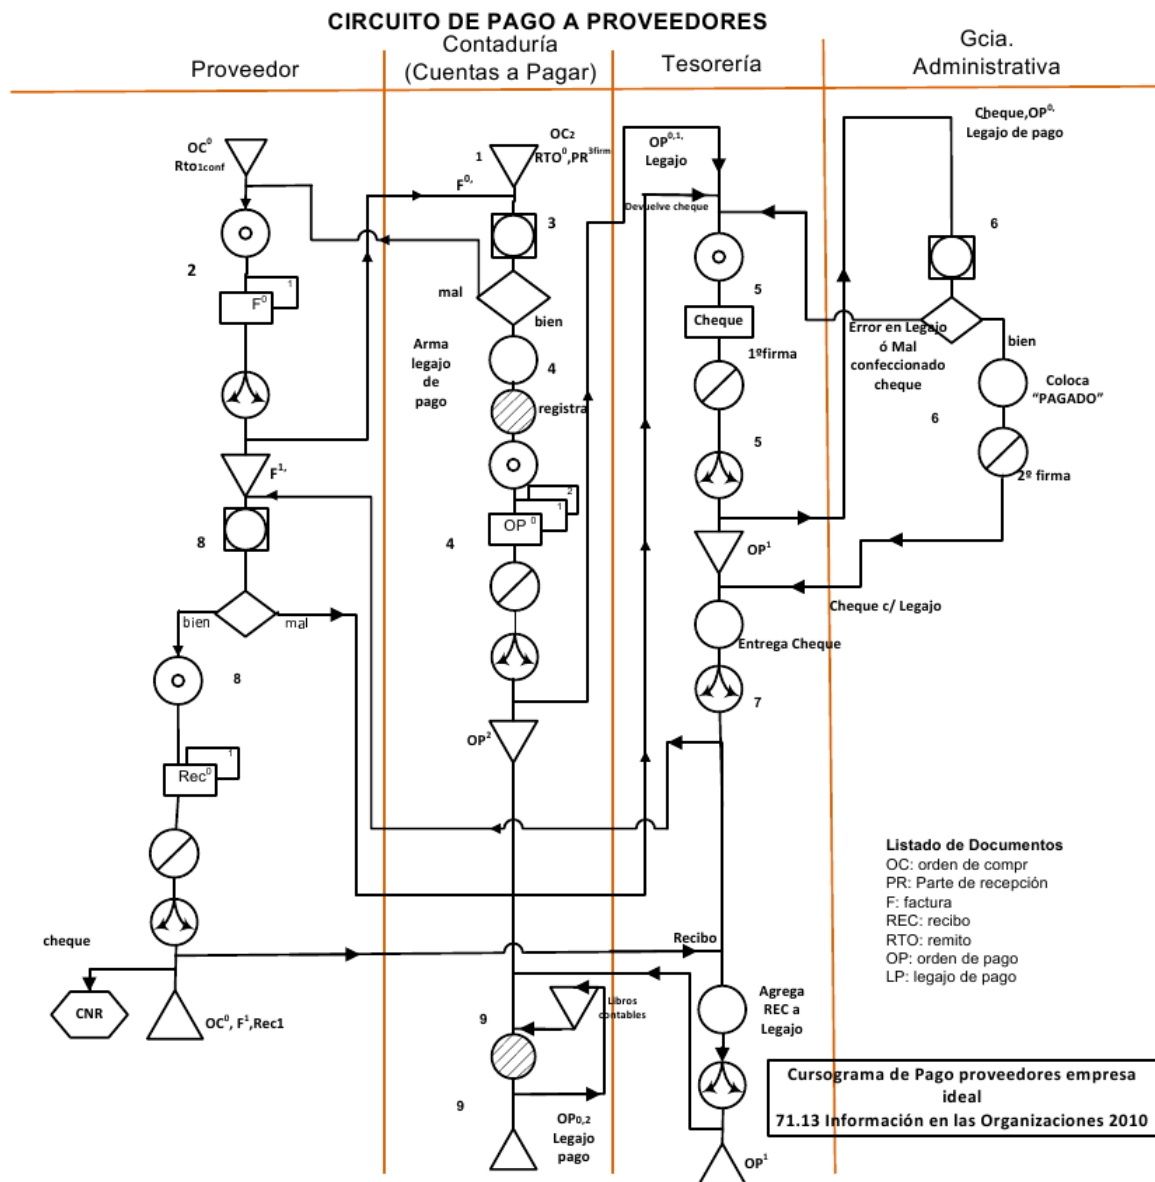 CIRCUITO DE PAGO A PROVEEDORES
Proveedor
Contaduría
(Cuentas a Pagar)
Tesorería
Gcia.
Administrativa
OC0
Rto1conf
2
F0
1
F1,
8
bien
mal
8
Rec0
1
cheque
CNR
OC0, F1,Rec1
F0,
1
OC2
RTO0,PR3firm
3
mal
bien
Arma
legajo
de
pago
4
registra
OP 0
1
2
4
OP2
9
Libros
contables
9
OP0,2
Legajo
pago
OP0,1,
Legajo
Devuelve cheque
5
Cheque
1ºfirma
5
OP1
Entrega Cheque
7
Recibo
Agrega
REC a
Legajo
OP1
Cheque,OP0,
Legajo de pago
6
Error en Legajo
ó Mal
confeccionado
cheque
bien
Coloca
“PAGADO”
6
2º firma
Cheque c/ Legajo
Listado de Documentos
OC: orden de compr
PR: Parte de recepción
F: factura
REC: recibo
RTO: remito
OP: orden de pago
LP: legajo de pago
Cursograma de Pago proveedores empresa
ideal
71.13 Información en las Organizaciones 2010